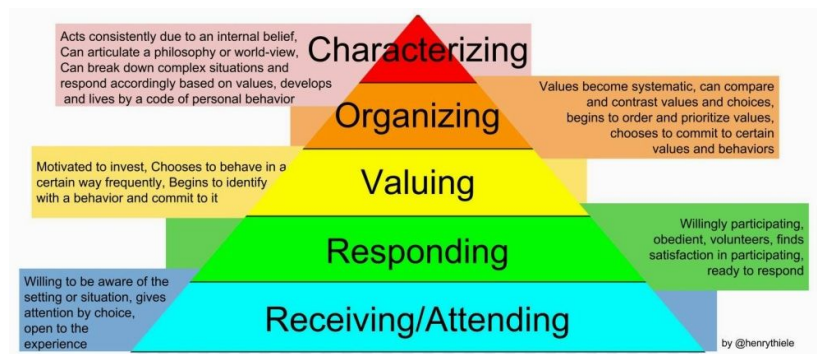 Acts consistently due to an internal belief,
Can articulate a philosophy or world-view,
Can break down complex situations and
respond accordingly based on values, develops
and lives by a code of personal behavior
Characterizing
Organizing
Values become systematic, can compare
and contrast values and choices,
begins to order and prioritize values,
chooses to commit to certain
values and behaviors
Motivated to invest, Chooses to behave in a
certain way frequently, Begins to identify
with a behavior and commit to it
Valuing
Responding
Willingly participating,
obedient, volunteers, finds
satisfaction in participating,
ready to respond
Willing to be aware of the
setting or situation, gives
attention by choice,
open to the
experience
Receiving/Attending
by @henrythiele